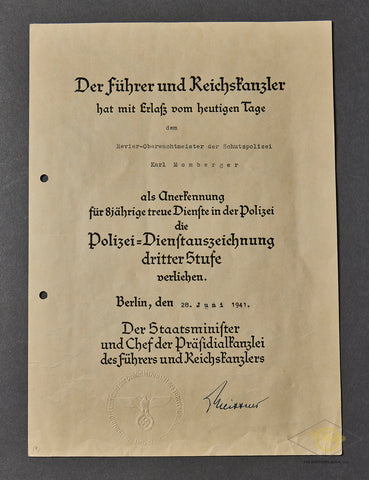 Der Führer und Reichskanzler
hat mit Erlaß vom heutigen Tage
dem
Revier-Oberwachtmeister der Schutzpolizei
Karl Momberger
als Anerkennung
für 8jährige treue Dienste in der Polizei
die
Polizei=Dienstauszeichnung
dritter Stufe
verliehen.
Berlin, den 28. Juni 1941.
Der Staatsminister
und Chef der Präsidialkanzlei
des Führers und Reichskanzlers
Meissner